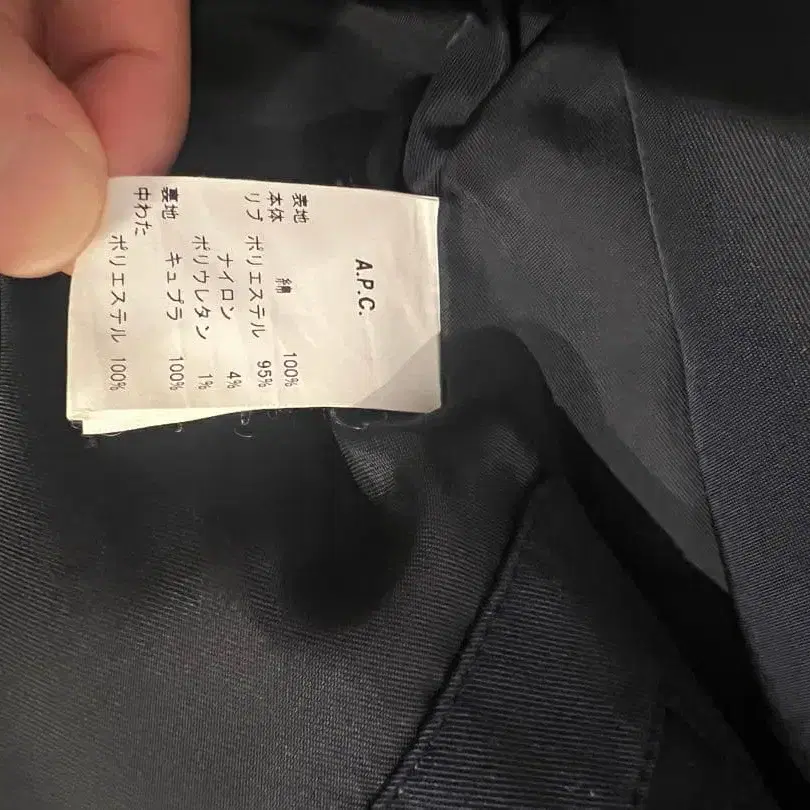 A.P.C.
表地
本体 綿 100%
リブ ポリエステル 95%
ナイロン 4%
ポリウレタン 1%
裏地 キュプラ 100%
中わた ポリエステル 100%